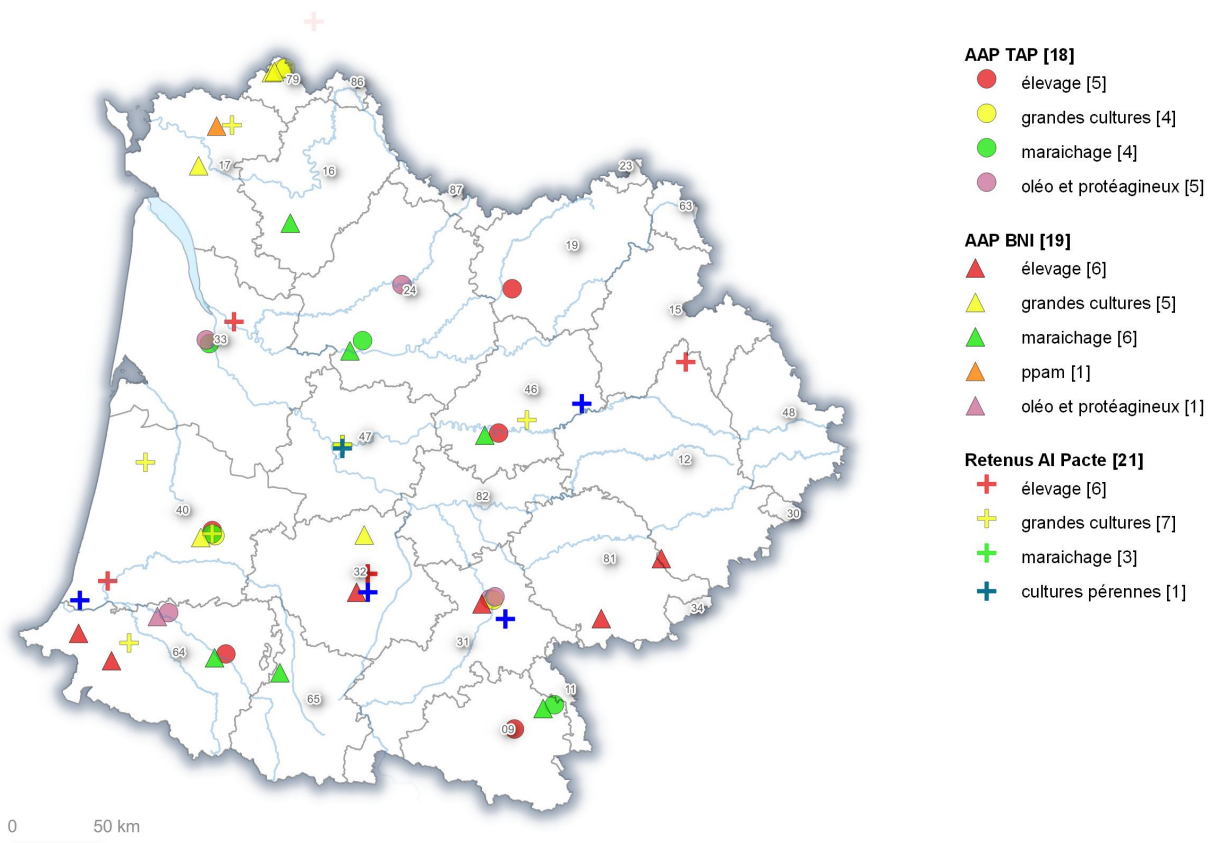 79
86
17
16
87
23
63
19
24
15
33
46
48
47
12
82
40
30
81
32
34
31
64
65
11
09
0 50 km
AAP TAP [18]
élevage [5]
grandes cultures [4]
maraichage [4]
oléo et protéagineux [5]
AAP BNI [19]
élevage [6]
grandes cultures [5]
maraichage [6]
ppam [1]
oléo et protéagineux [1]
Retenus AI Pacte [21]
élevage [6]
grandes cultures [7]
maraichage [3]
cultures pérennes [1]